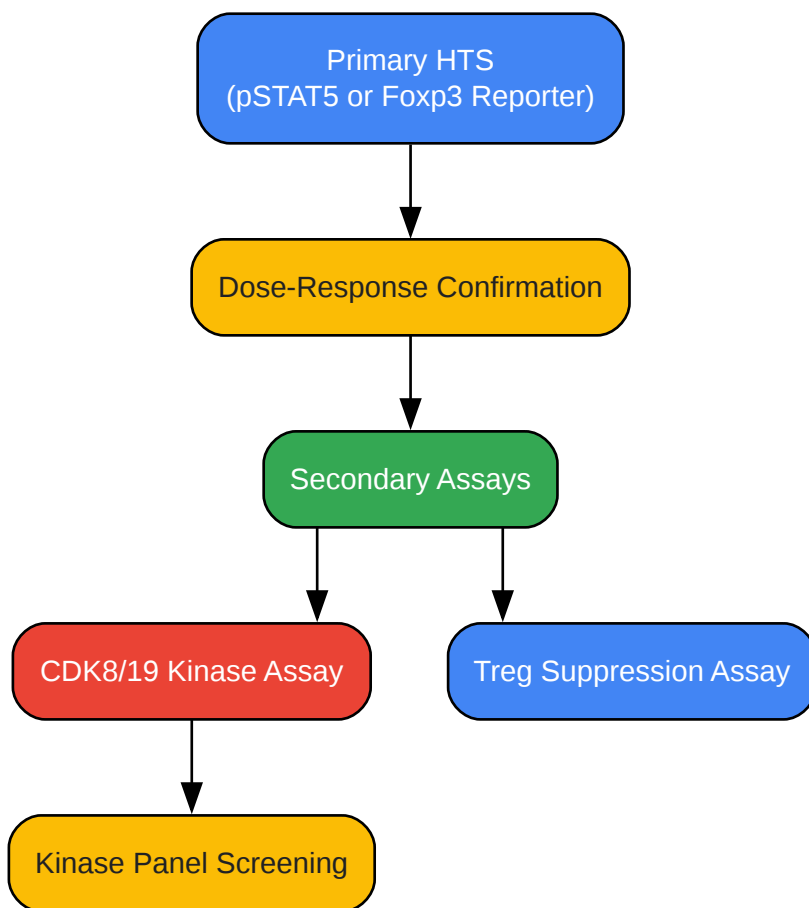 Primary HTS
(pSTAT5 or Foxp3 Reporter)
Dose-Response Confirmation
Secondary Assays
CDK8/19 Kinase Assay
Treg Suppression Assay
Kinase Panel Screening